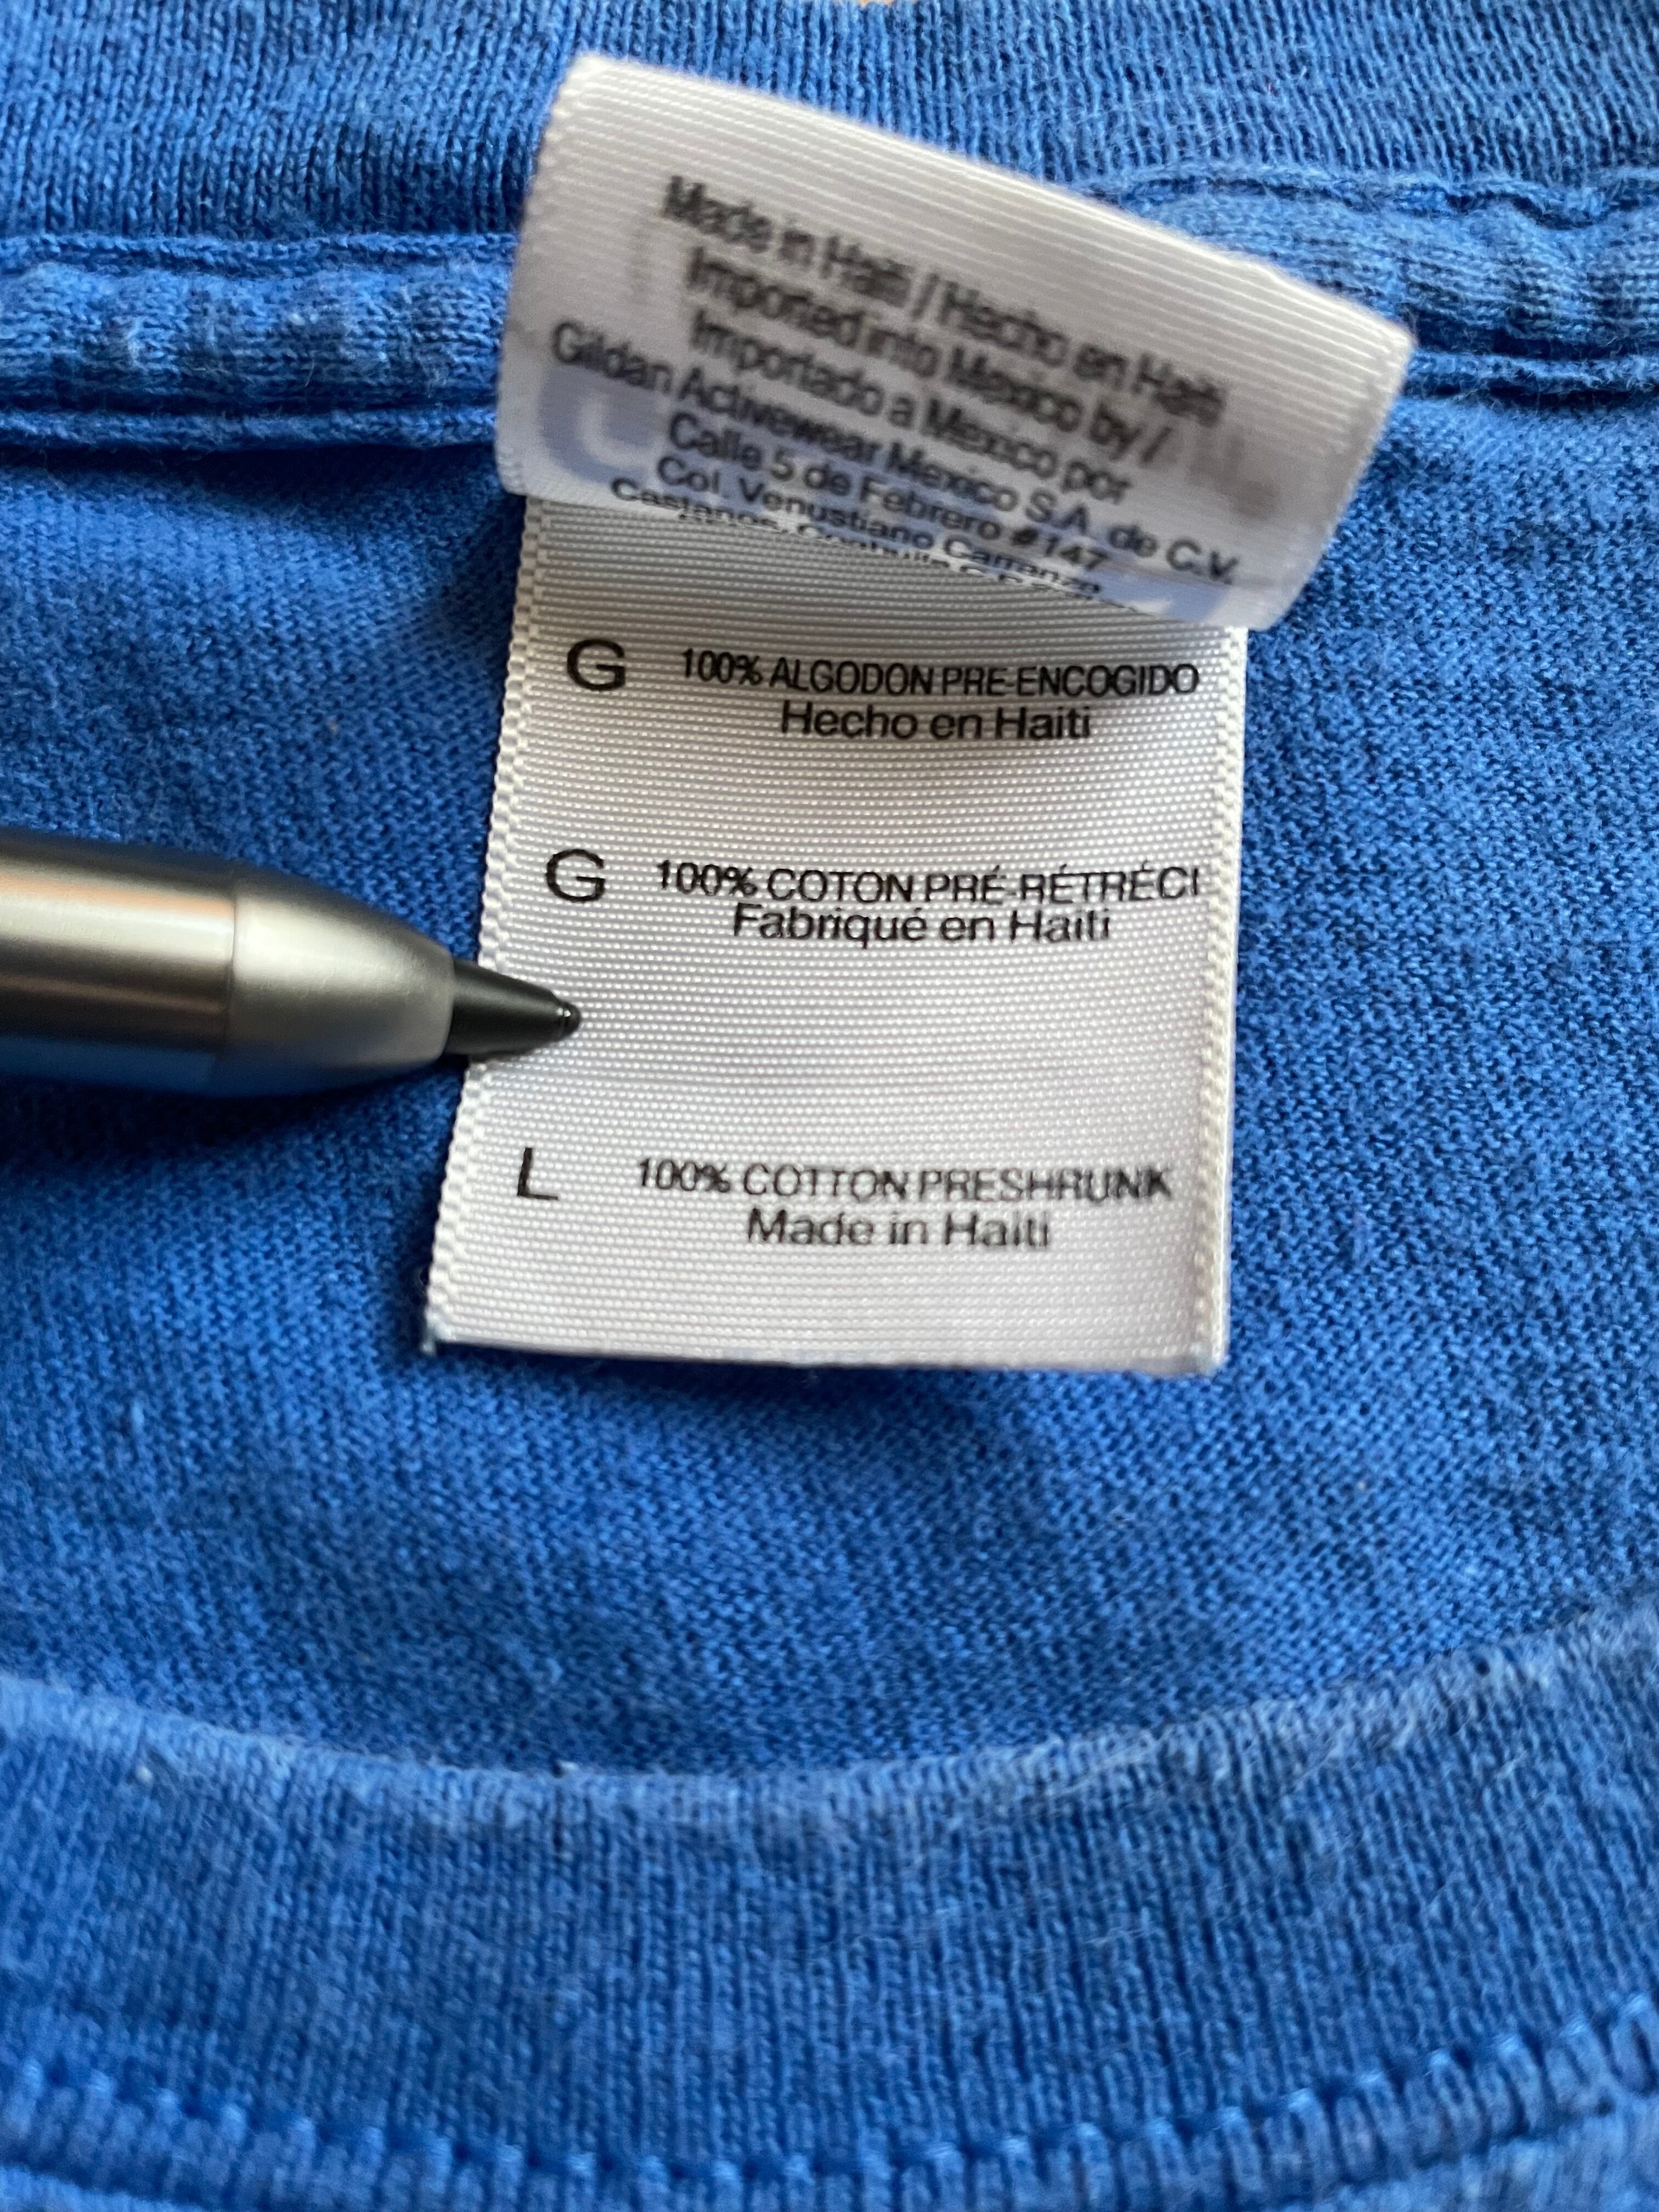 Made in Haiti / Hecho en Haiti
Imported into Mexico by /
Importado a Mexico por
Gildan Activewear Mexico S.A. de C.V.
Calle 5 de Febrero #147
Col. Venustiano Carranza
G 100% ALGODON PRE-ENCOGIDO
Hecho en Haiti
G 100% COTON PRÉ-RÉTRÉCI
Fabriqué en Haiti
L 100% COTTON PRESHRUNK
Made in Haiti